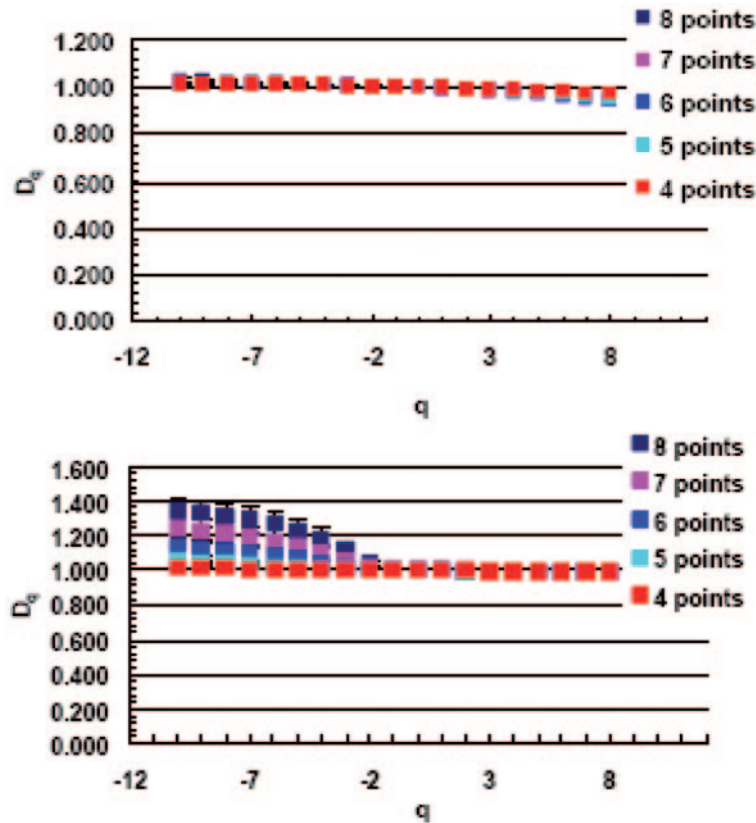 8 points
7 points
6 points
5 points
4 points
1.200
1.000
0.800
0.600
0.400
0.200
0.000
Dq
-12 -7 -2 3 8
q
8 points
7 points
6 points
5 points
4 points
1.600
1.400
1.200
1.000
0.800
0.600
0.400
0.200
0.000
Dq
-12 -7 -2 3 8
q